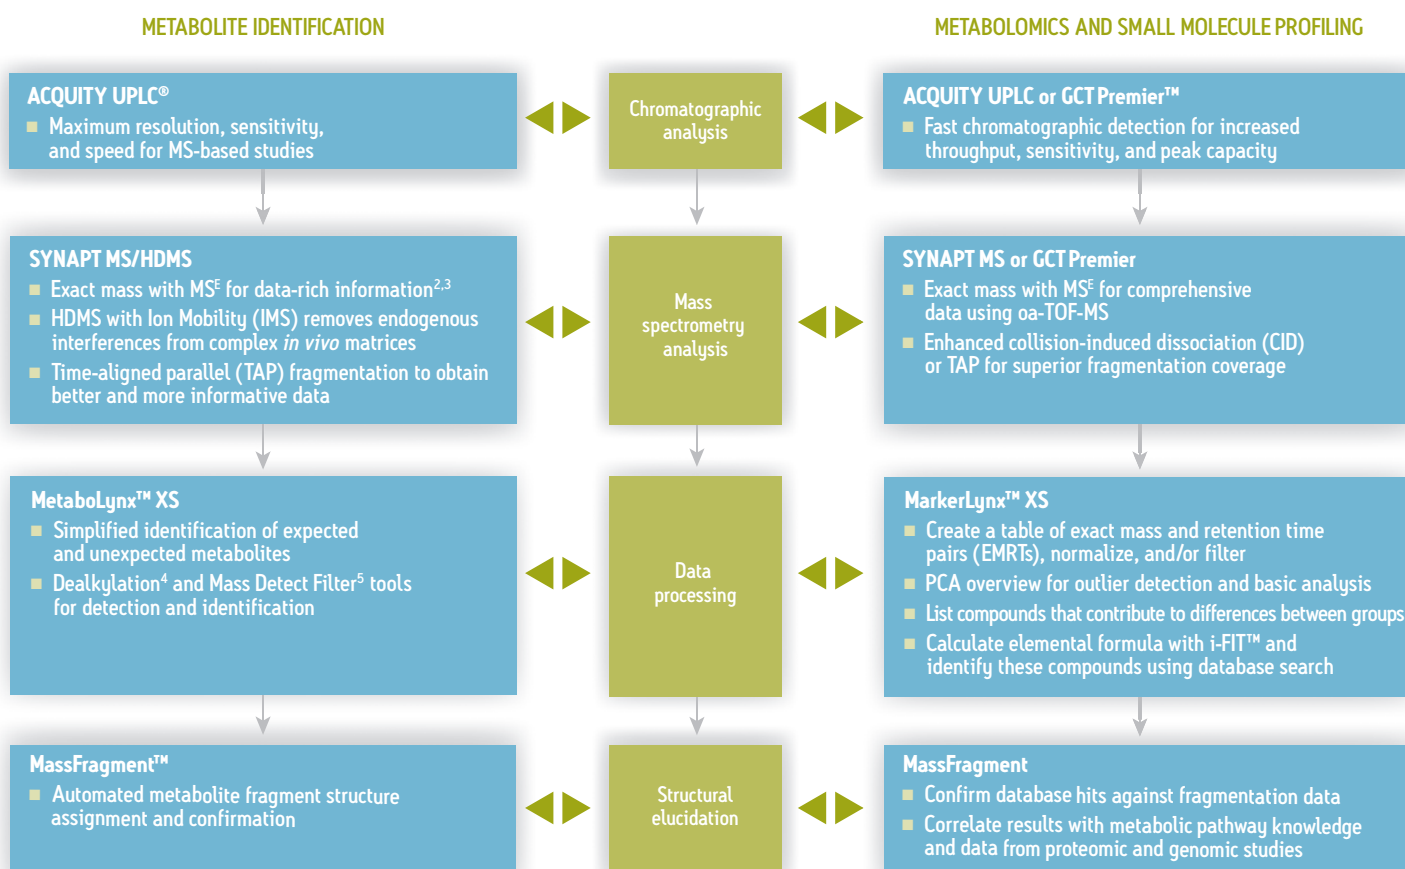 METABOLITE IDENTIFICATION
METABOLOMICS AND SMALL MOLECULE PROFILING
ACQUITY UPLC®
■ Maximum resolution, sensitivity,
and speed for MS-based studies
Chromatographic
analysis
ACQUITY UPLC or GCT Premier™
■ Fast chromatographic detection for increased
throughput, sensitivity, and peak capacity
SYNAPT MS/HDMS
■ Exact mass with MSᴱ for data-rich information²,³
■ HDMS with Ion Mobility (IMS) removes endogenous
interferences from complex in vivo matrices
■ Time-aligned parallel (TAP) fragmentation to obtain
better and more informative data
Mass
spectrometry
analysis
SYNAPT MS or GCT Premier
■ Exact mass with MSᴱ for comprehensive
data using oa-TOF-MS
■ Enhanced collision-induced dissociation (CID)
or TAP for superior fragmentation coverage
MetaboLynx™ XS
■ Simplified identification of expected
and unexpected metabolites
■ Dealkylation⁴ and Mass Detect Filter⁵ tools
for detection and identification
Data
processing
MarkerLynx™ XS
■ Create a table of exact mass and retention time
pairs (EMRTs), normalize, and/or filter
■ PCA overview for outlier detection and basic analysis
■ List compounds that contribute to differences between groups
■ Calculate elemental formula with i-FIT™ and
identify these compounds using database search
MassFragment™
■ Automated metabolite fragment structure
assignment and confirmation
Structural
elucidation
MassFragment
■ Confirm database hits against fragmentation data
■ Correlate results with metabolic pathway knowledge
and data from proteomic and genomic studies